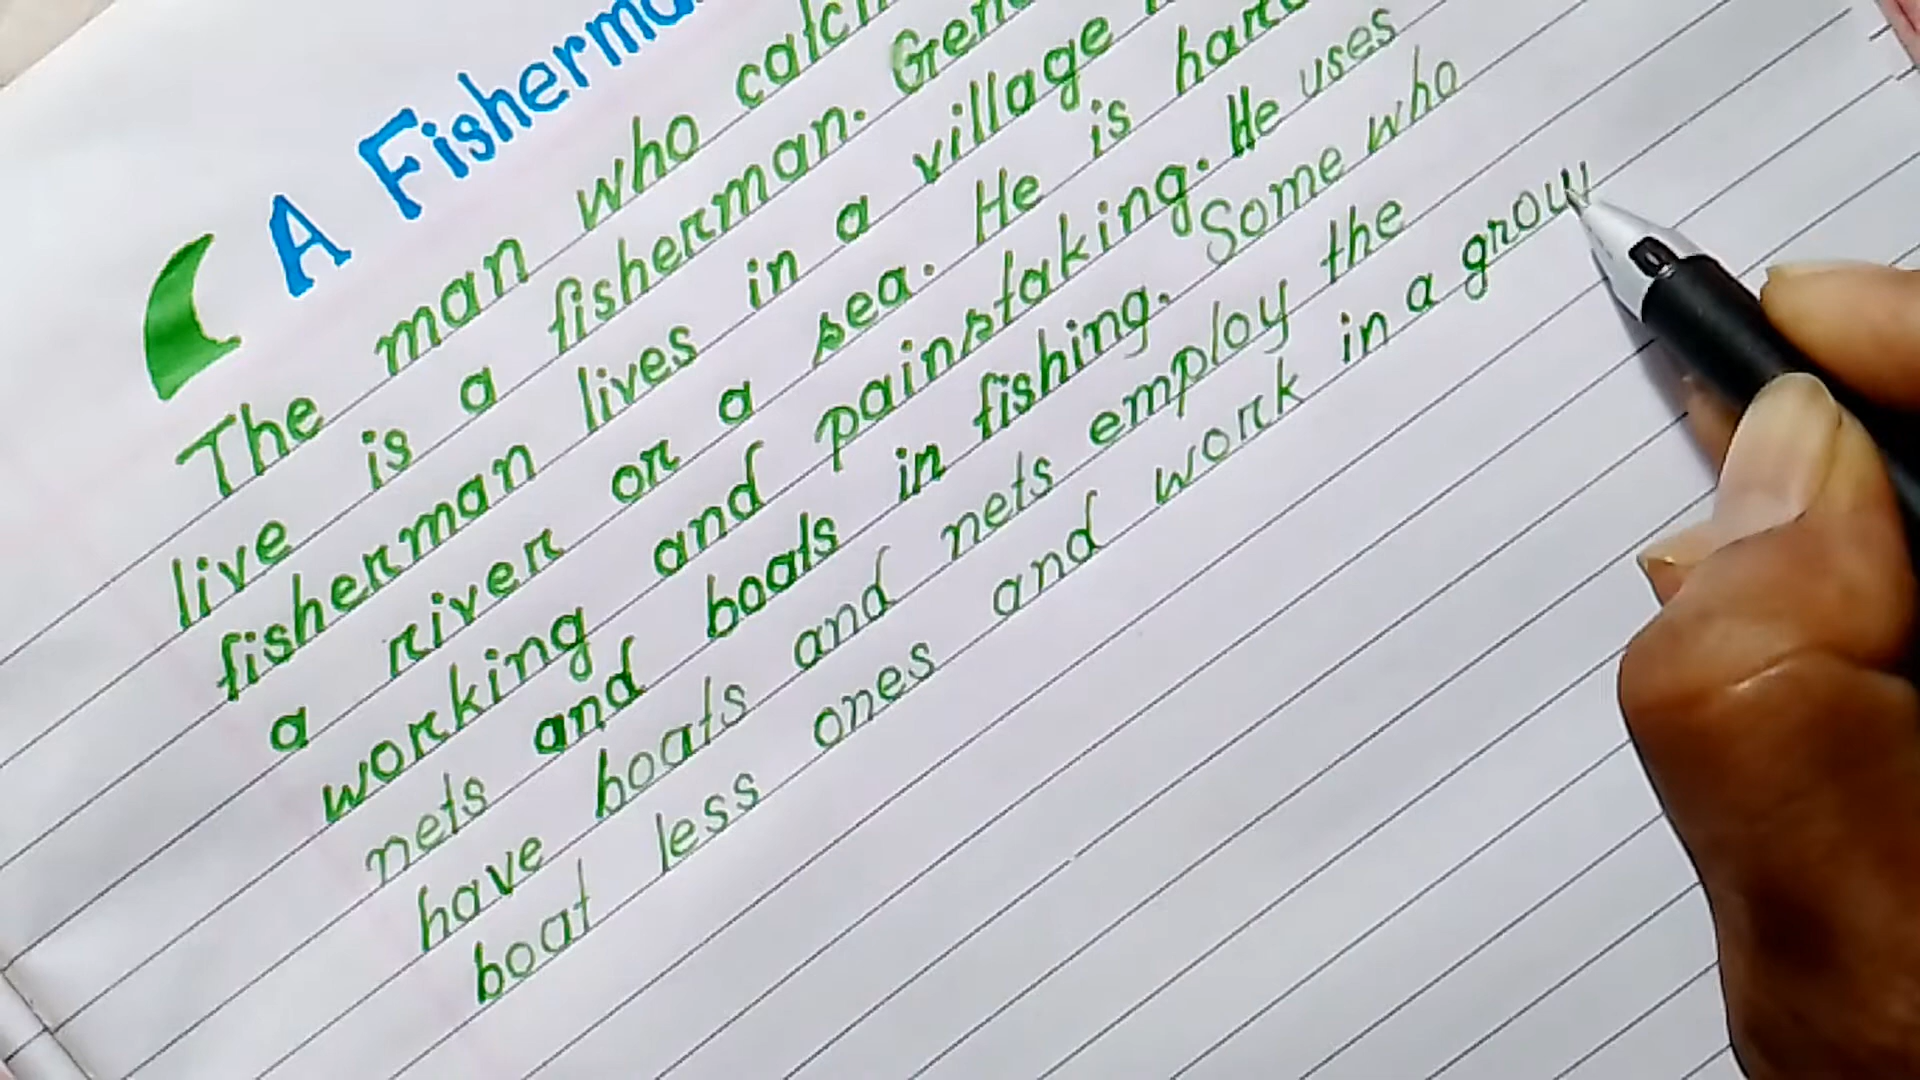 A Fisherma
The man who catch
live is a fisherman. Gene
fisherman lives in a village
a river or a sea. He is hard
working and painstaking. He uses
nets and boats in fishing. Some who
have boats and nets employ the
boat less ones and work in a grou